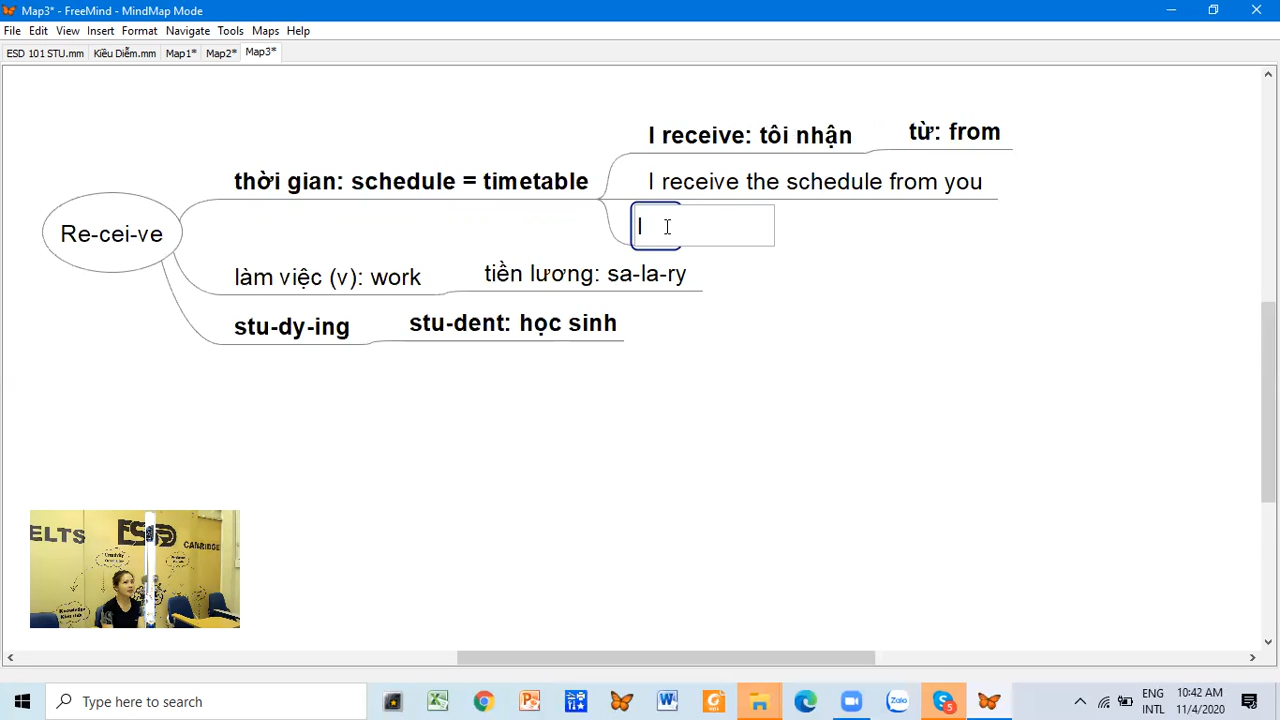 Map3* - FreeMind - MindMap Mode
File Edit View Insert Format Navigate Tools Maps Help
ESD 101 STU.mm Kiều Diễm.mm Map1* Map2* Map3*
I receive: tôi nhận từ: from
thời gian: schedule = timetable
I receive the schedule from you
Re-cei-ve
I
làm việc (v): work tiền lương: sa-la-ry
stu-dy-ing stu-dent: học sinh
ELTS ESD
Type here to search
ENG 10:42 AM
INTL 11/4/2020